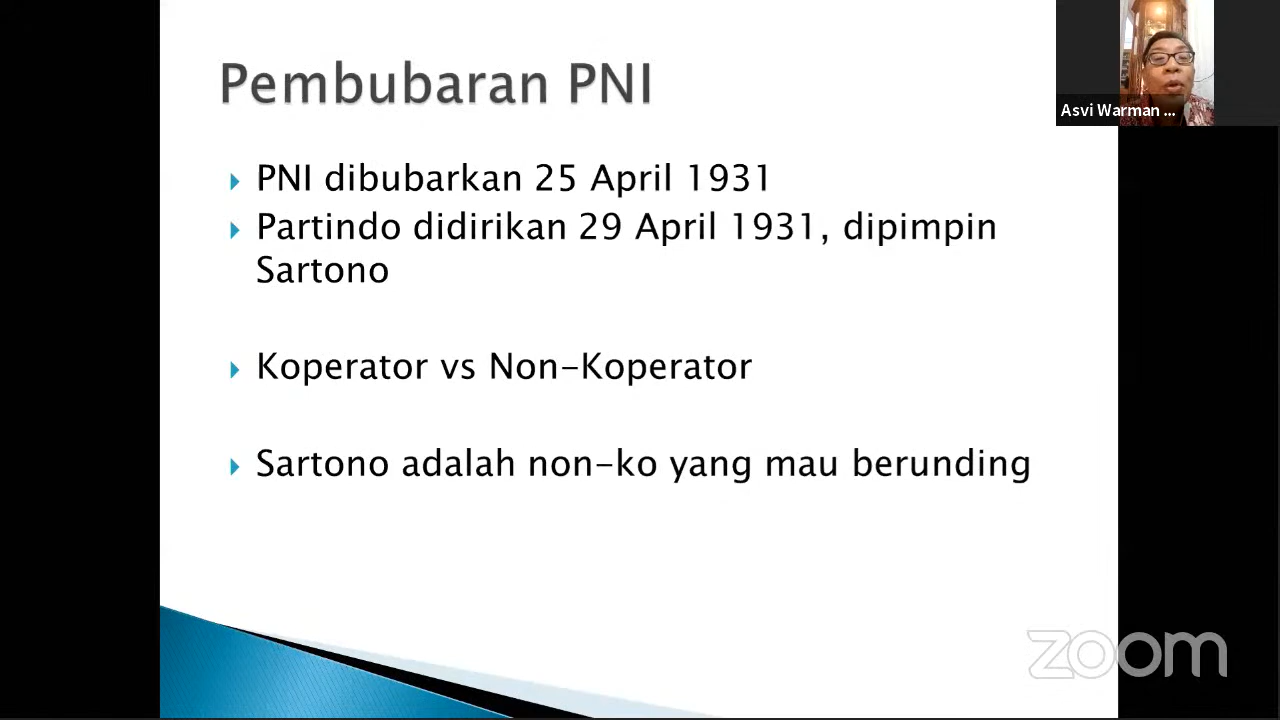 Pembubaran PNI
PNI dibubarkan 25 April 1931
Partindo didirikan 29 April 1931, dipimpin
Sartono
Koperator vs Non-Koperator
Sartono adalah non-ko yang mau berunding
Asvi Warman ...
zoom